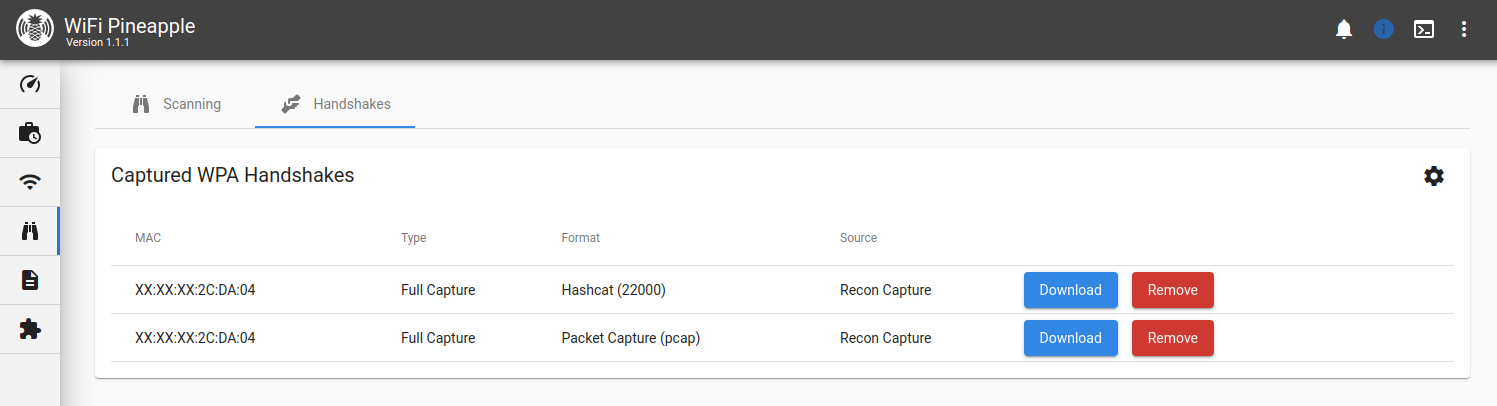 WiFi Pineapple
Version 1.1.1
Scanning Handshakes
Captured WPA Handshakes
MAC Type Format Source
XX:XX:XX:2C:DA:04 Full Capture Hashcat (22000) Recon Capture Download Remove
XX:XX:XX:2C:DA:04 Full Capture Packet Capture (pcap) Recon Capture Download Remove